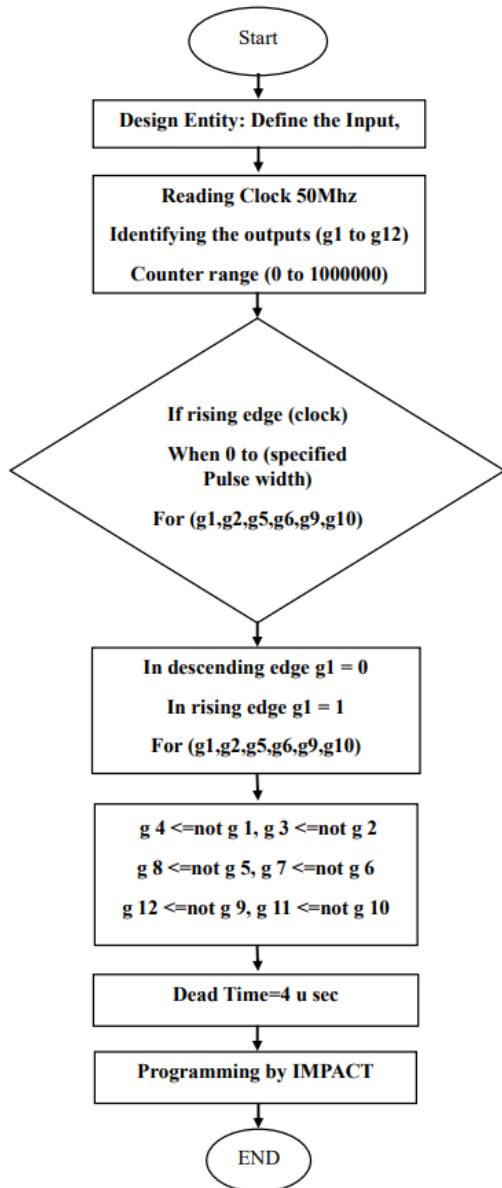 Start
Design Entity: Define the Input,
Reading Clock 50Mhz
Identifying the outputs (g1 to g12)
Counter range (0 to 1000000)
If rising edge (clock)
When 0 to (specified
Pulse width)
For (g1,g2,g5,g6,g9,g10)
In descending edge g1 = 0
In rising edge g1 = 1
For (g1,g2,g5,g6,g9,g10)
g 4 <=not g 1, g 3 <=not g 2
g 8 <=not g 5, g 7 <=not g 6
g 12 <=not g 9, g 11 <=not g 10
Dead Time=4 u sec
Programming by IMPACT
END